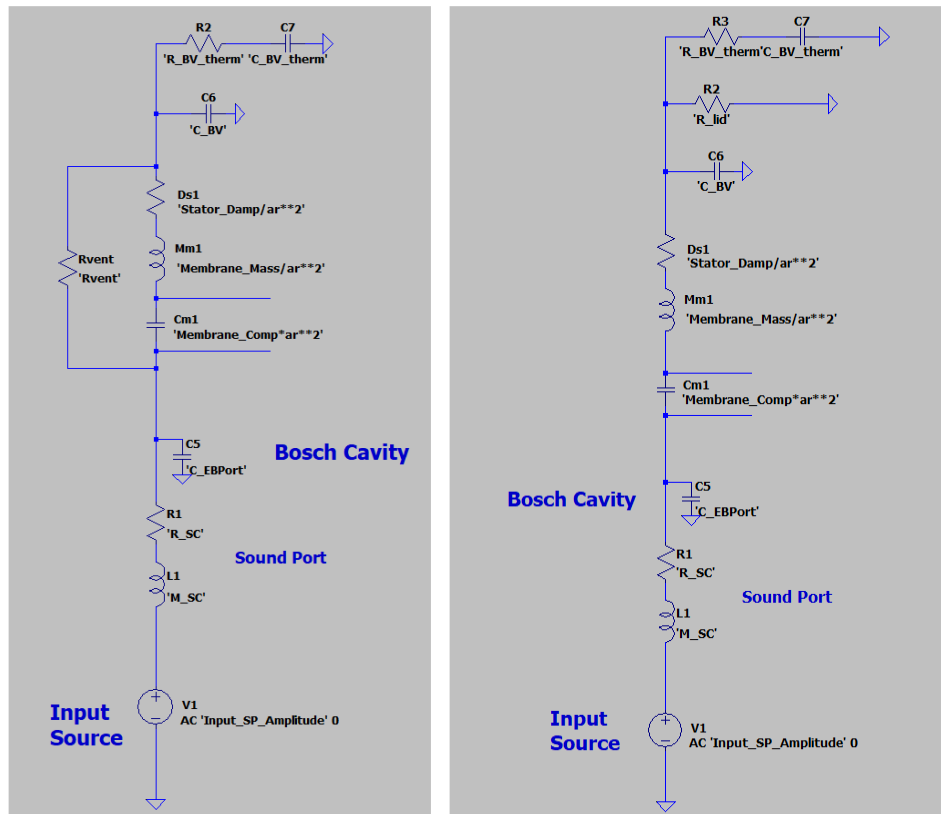 R2
C7
'R_BV_therm' 'C_BV_therm'
C6
'C_BV'
Ds1
'Stator_Damp/ar**2'
Rvent
'Rvent'
Mm1
'Membrane_Mass/ar**2'
Cm1
'Membrane_Comp*ar**2'
C5
'C_EBPort'
Bosch Cavity
R1
'R_SC'
Sound Port
L1
'M_SC'
Input
Source
V1
AC 'Input_SP_Amplitude' 0
+
−
R3
C7
'R_BV_therm' 'C_BV_therm'
R2
'R_lid'
C6
'C_BV'
Ds1
'Stator_Damp/ar**2'
Mm1
'Membrane_Mass/ar**2'
Cm1
'Membrane_Comp*ar**2'
C5
'C_EBPort'
Bosch Cavity
R1
'R_SC'
Sound Port
L1
'M_SC'
Input
Source
V1
AC 'Input_SP_Amplitude' 0
+
−